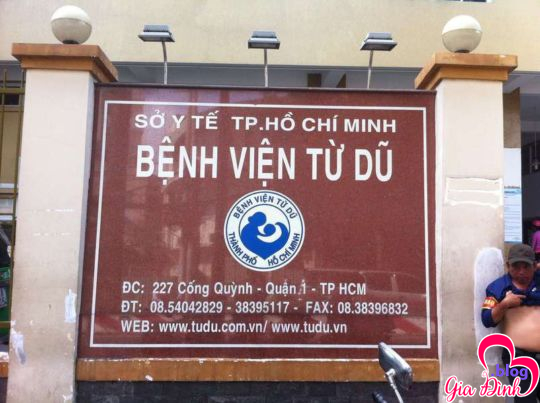 SỞ Y TẾ TP.HỒ CHÍ MINH
BỆNH VIỆN TỪ DŨ
BỆNH VIỆN TỪ DŨ
THÀNH PHỐ HỒ CHÍ MINH
ĐC: 227 Cống Quỳnh - Quận 1 - TP HCM
ĐT: 08.54042829 - 38395117 - FAX: 08.38396832
WEB: www.tudu.com.vn/ www.tudu.vn
blog
Gia Đình